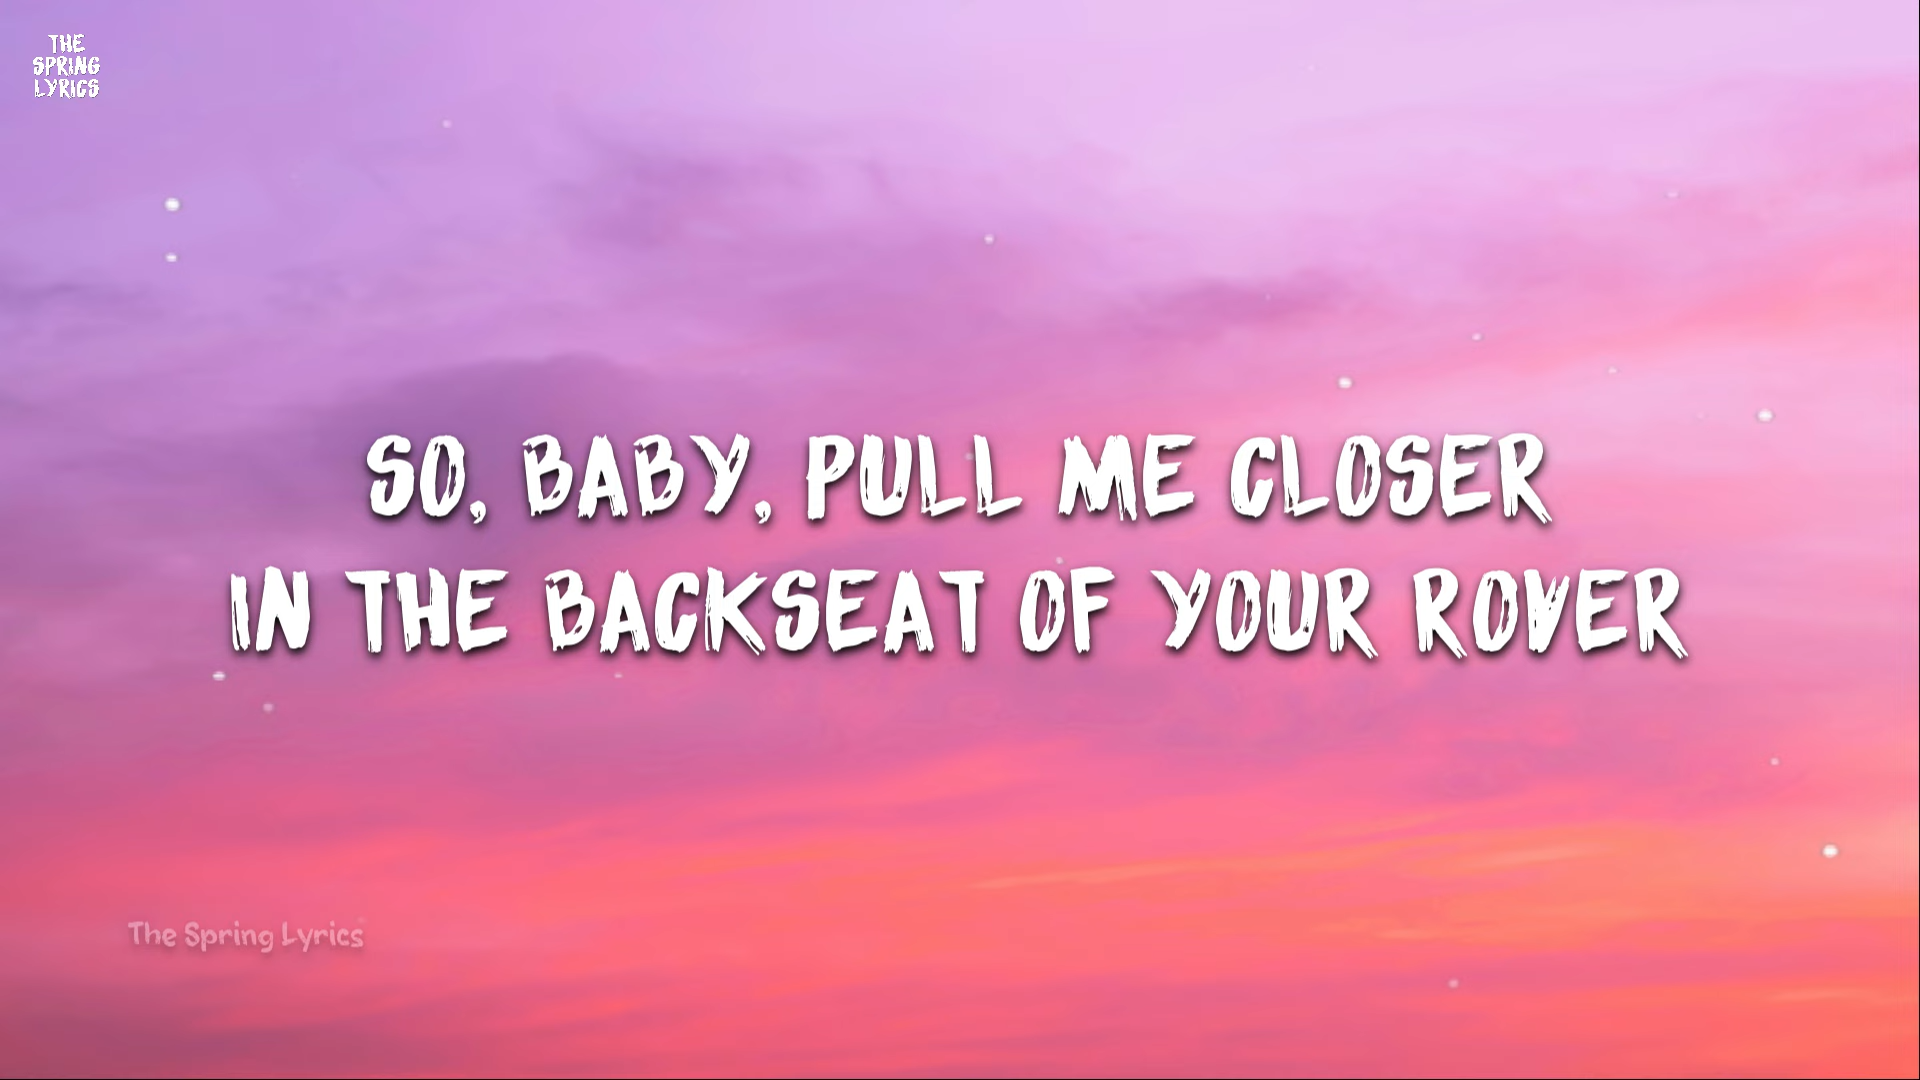 THE
SPRING
LYRICS
SO, BABY, PULL ME CLOSER
IN THE BACKSEAT OF YOUR ROVER
The Spring Lyrics